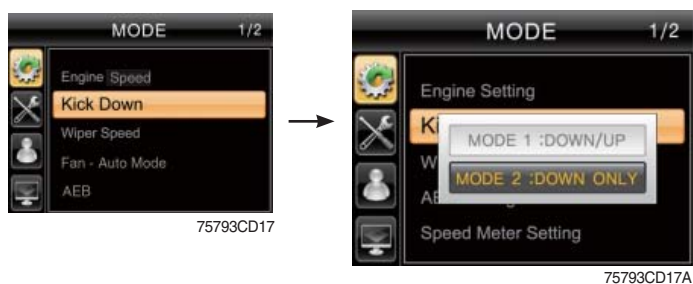 MODE 1/2
Engine Speed
Kick Down
Wiper Speed
Fan - Auto Mode
AEB
75793CD17
MODE 1/2
Engine Setting
Ki
MODE 1 :DOWN/UP
W
MODE 2 :DOWN ONLY
AE
Speed Meter Setting
75793CD17A